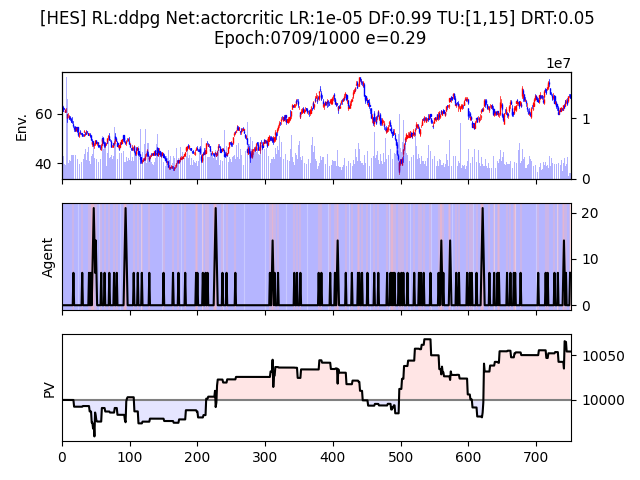 [HES] RL:ddpg Net:actorcritic LR:1e-05 DF:0.99 TU:[1,15] DRT:0.05
Epoch:0709/1000 e=0.29
1e7
Env.
60
40
1
0
Agent
20
10
0
PV
10050
10000
0 100 200 300 400 500 600 700